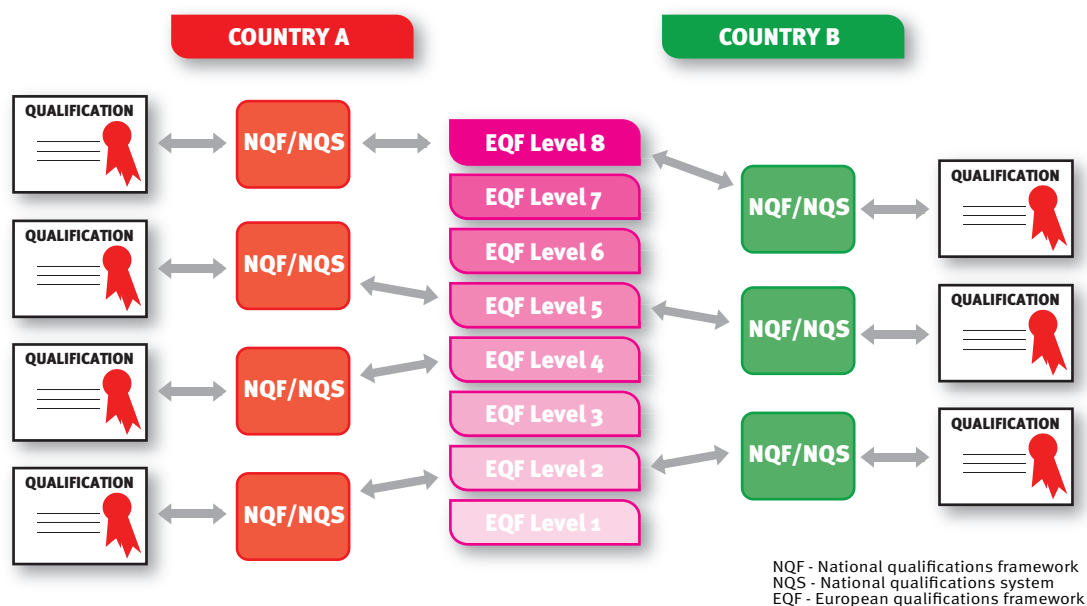 COUNTRY A
COUNTRY B
QUALIFICATION
NQF/NQS
QUALIFICATION
NQF/NQS
QUALIFICATION
NQF/NQS
QUALIFICATION
NQF/NQS
EQF Level 8
EQF Level 7
EQF Level 6
EQF Level 5
EQF Level 4
EQF Level 3
EQF Level 2
EQF Level 1
NQF/NQS
QUALIFICATION
NQF/NQS
QUALIFICATION
NQF/NQS
QUALIFICATION
NQF - National qualifications framework
NQS - National qualifications system
EQF - European qualifications framework